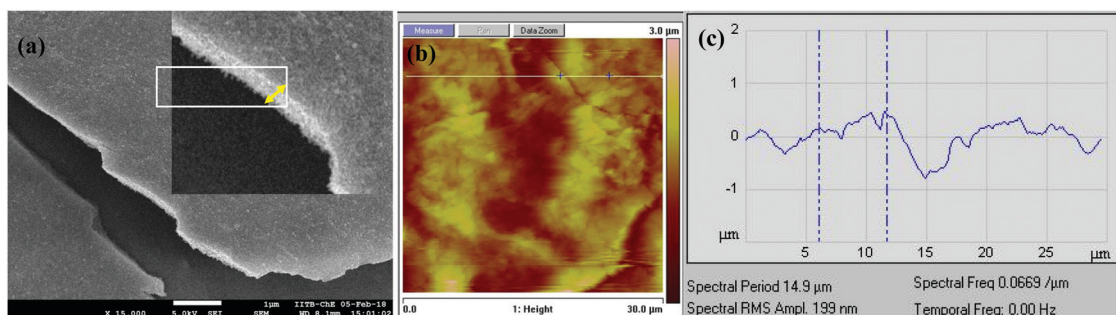 (a)
1µm IITB-ChE 05-Feb-18
X 15,000 5.0kV SEI SEM WD 8.1mm 15:01:02
Measure Pan Data Zoom 3.0 µm
(b)
0.0 1: Height 30.0 µm
(c)
2
1
0
-1
µm
5 10 15 20 25 µm
Spectral Period 14.9 µm Spectral Freq 0.0669 /µm
Spectral RMS Ampl. 199 nm Temporal Freq: 0.00 Hz